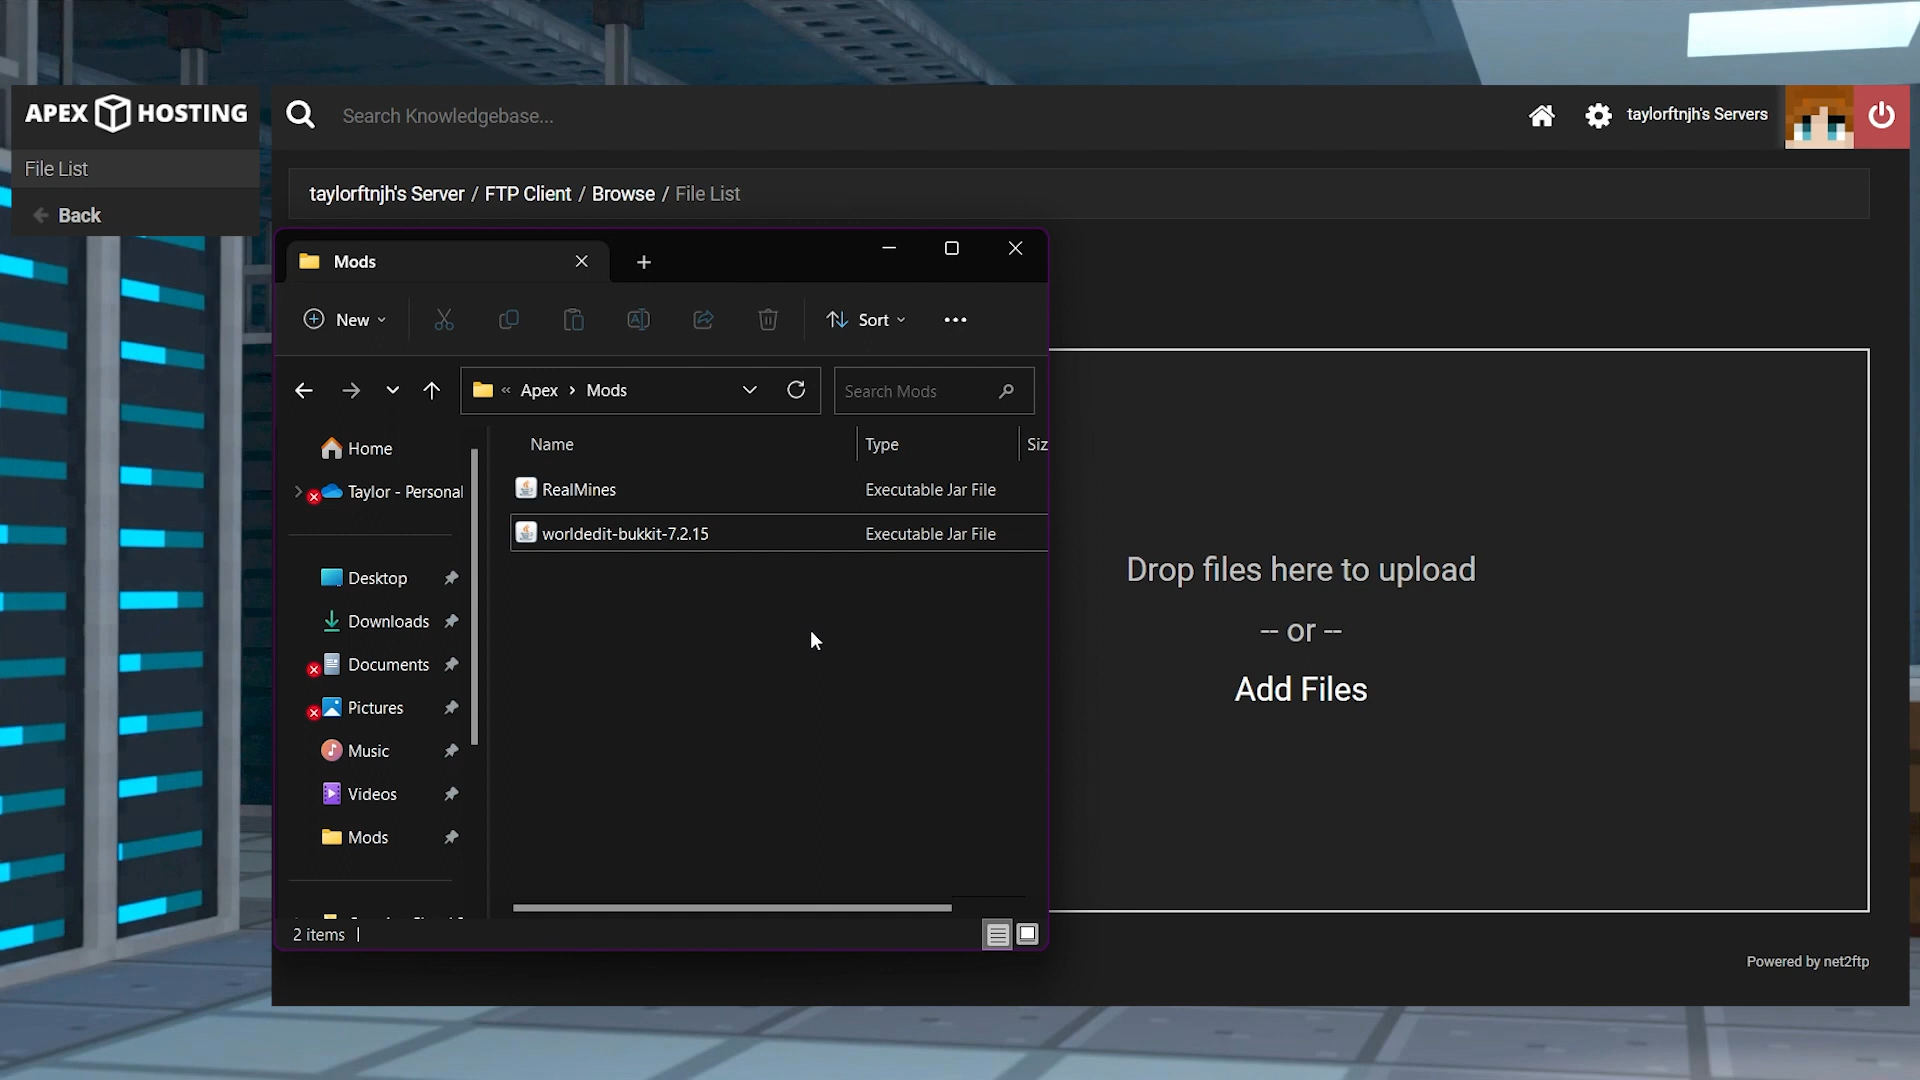 APEX HOSTING
Search Knowledgebase...
taylorftnjh's Servers
File List
Back
taylorftnjh's Server / FTP Client / Browse / File List
Mods
New
Sort
« Apex > Mods
Search Mods
Name
Type
Siz
Home
Taylor - Personal
Desktop
Downloads
Documents
Pictures
Music
Videos
Mods
RealMines
Executable Jar File
worldedit-bukkit-7.2.15
Executable Jar File
2 items
Drop files here to upload
-- or --
Add Files
Powered by net2ftp